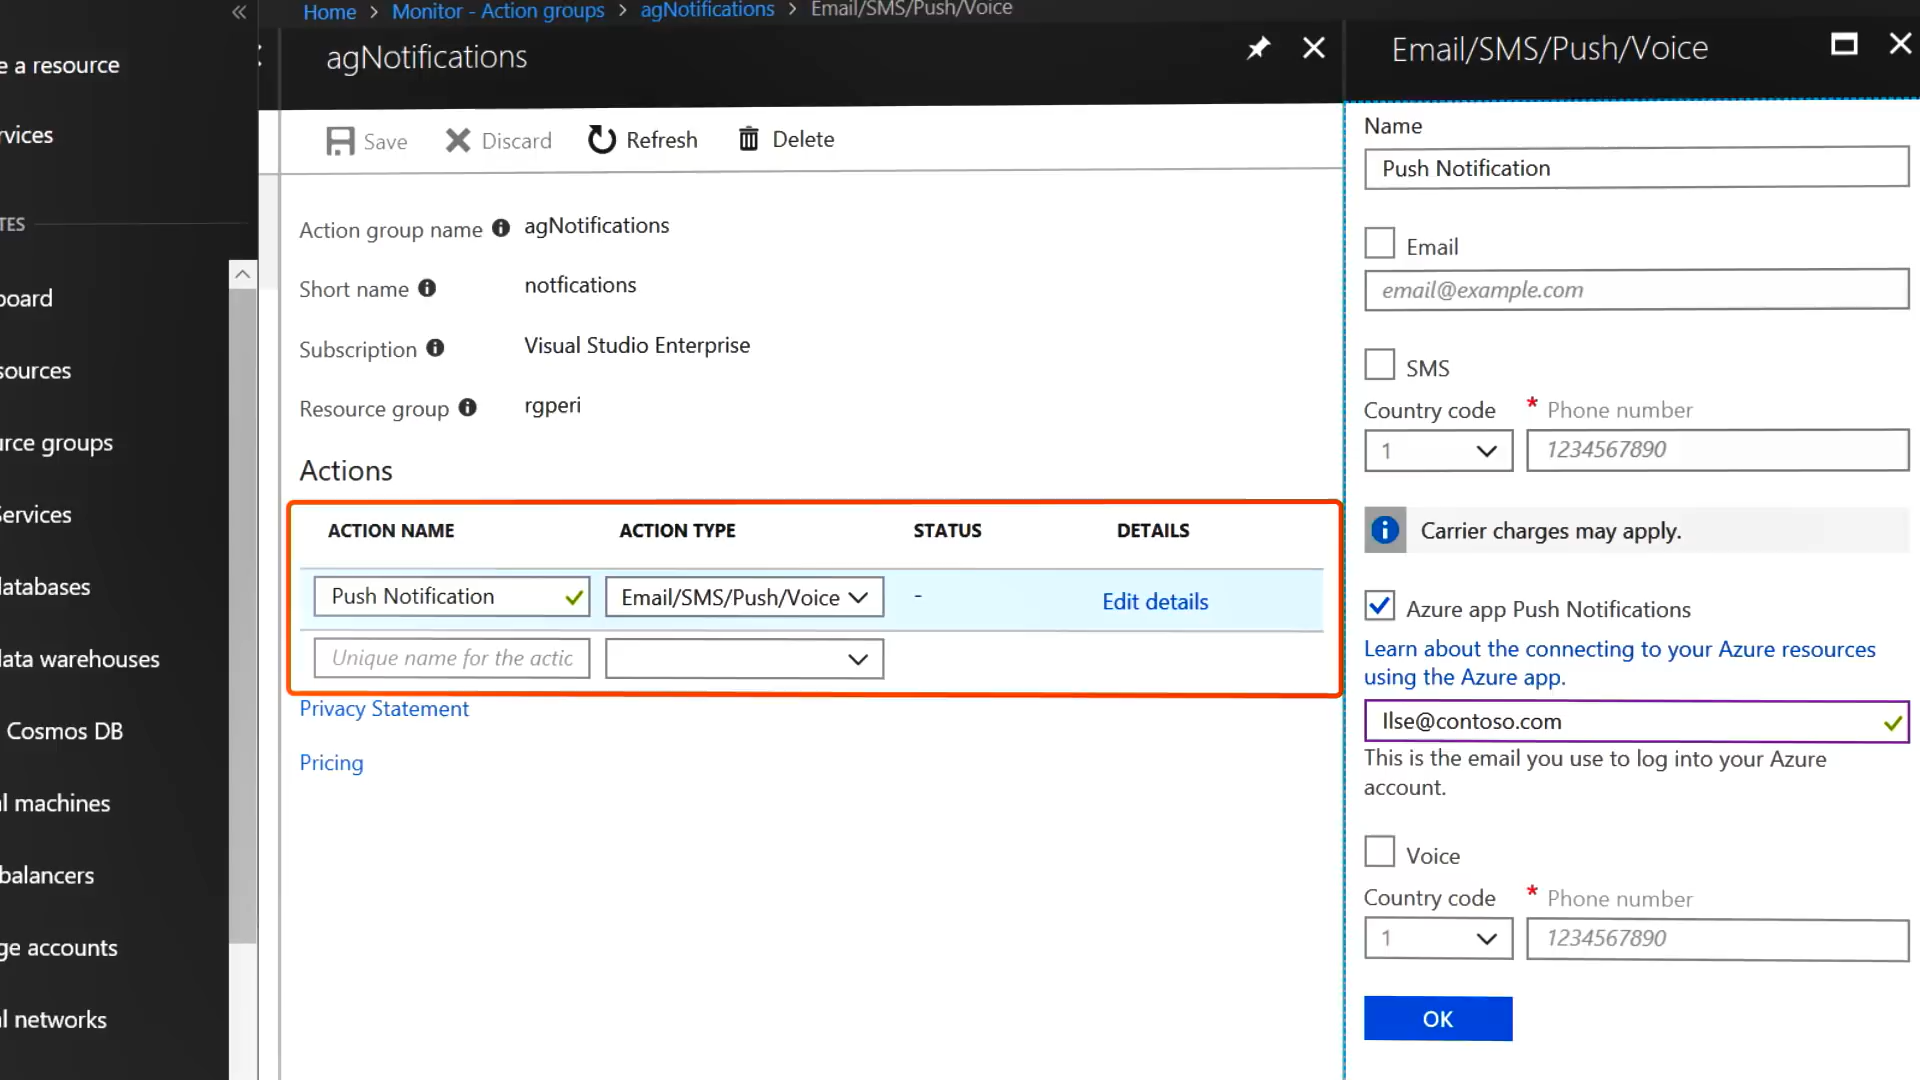 Home > Monitor - Action groups > agNotifications > Email/SMS/Push/Voice
e a resource
rvices
TES
board
sources
urce groups
Services
latabases
lata warehouses
Cosmos DB
l machines
balancers
ge accounts
l networks
agNotifications
Save
Discard
Refresh
Delete
Action group name agNotifications
Short name notfications
Subscription Visual Studio Enterprise
Resource group rgperi
Actions
ACTION NAME ACTION TYPE STATUS DETAILS
Push Notification Email/SMS/Push/Voice - Edit details
Unique name for the actic
Privacy Statement
Pricing
Email/SMS/Push/Voice
Name
Push Notification
Email
email@example.com
SMS
Country code * Phone number
1 1234567890
Carrier charges may apply.
Azure app Push Notifications
Learn about the connecting to your Azure resources
using the Azure app.
Ilse@contoso.com
This is the email you use to log into your Azure
account.
Voice
Country code * Phone number
1 1234567890
OK